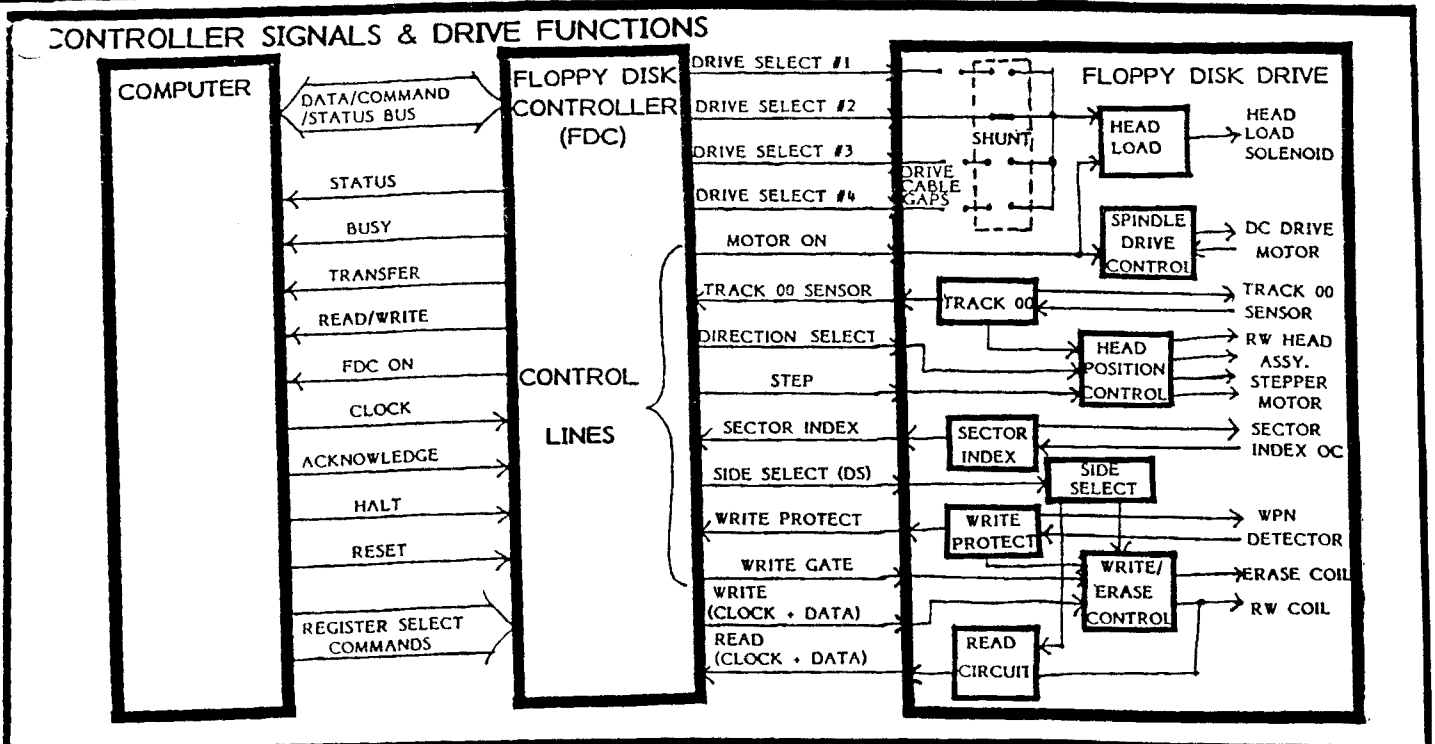 CONTROLLER SIGNALS & DRIVE FUNCTIONS
COMPUTER
DATA/COMMAND
/STATUS BUS
STATUS
BUSY
TRANSFER
READ/WRITE
FDC ON
CLOCK
ACKNOWLEDGE
HALT
RESET
REGISTER SELECT
COMMANDS
FLOPPY DISK
CONTROLLER
(FDC)
CONTROL
LINES
DRIVE SELECT #1
DRIVE SELECT #2
DRIVE SELECT #3
DRIVE SELECT #4
MOTOR ON
TRACK 00 SENSOR
DIRECTION SELECT
STEP
SECTOR INDEX
SIDE SELECT (DS)
WRITE PROTECT
WRITE GATE
WRITE
(CLOCK + DATA)
READ
(CLOCK + DATA)
FLOPPY DISK DRIVE
SHUNT
DRIVE
CABLE
GAPS
HEAD
LOAD
HEAD
LOAD
SOLENOID
SPINDLE
DRIVE
CONTROL
DC DRIVE
MOTOR
TRACK 00
TRACK 00
SENSOR
HEAD
POSITION
CONTROL
RW HEAD
ASSY.
STEPPER
MOTOR
SECTOR
INDEX
SECTOR
INDEX OC
SIDE
SELECT
WRITE
PROTECT
WPN
DETECTOR
WRITE/
ERASE
CONTROL
ERASE COIL
RW COIL
READ
CIRCUIT